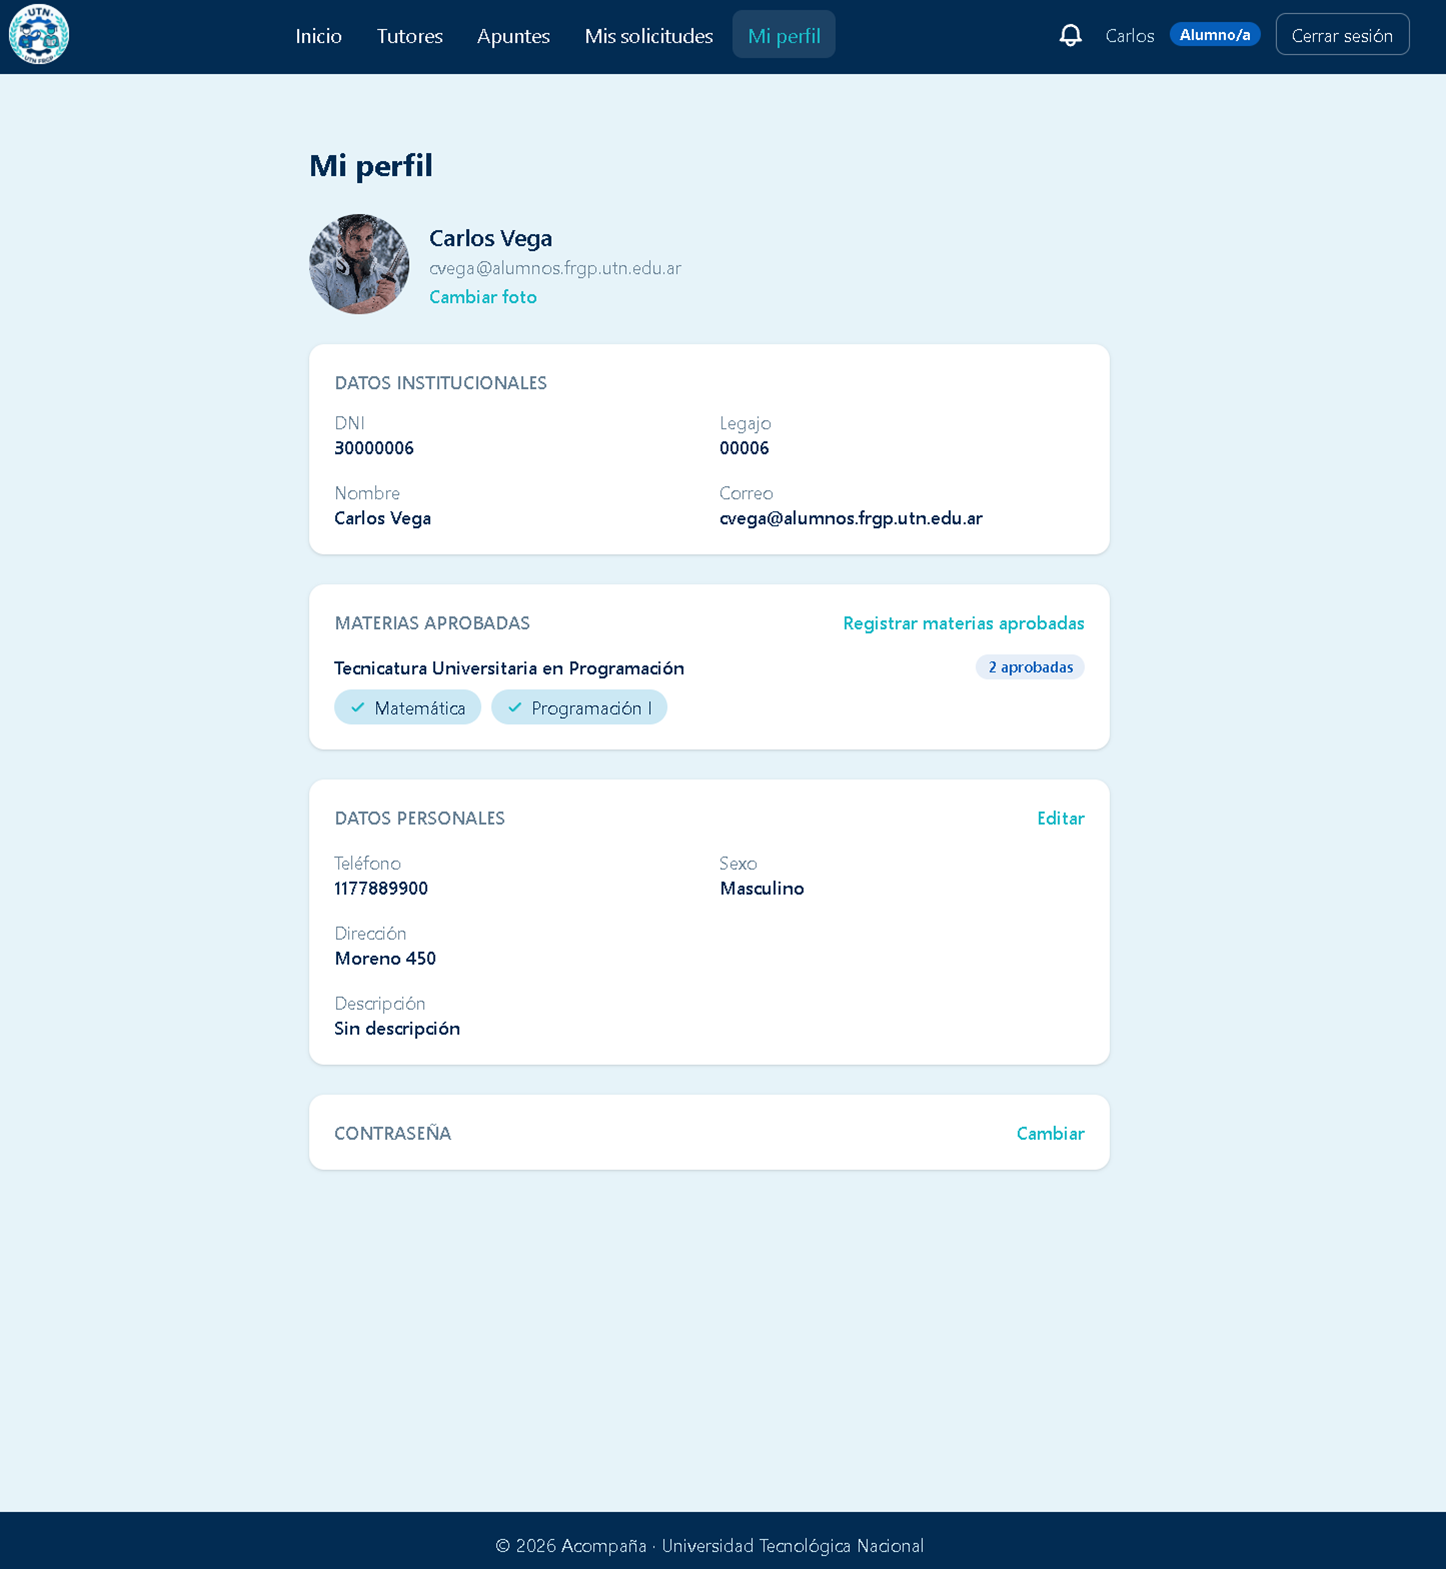 UTN
UTN FRGP
Inicio Tutores Apuntes Mis solicitudes Mi perfil Carlos Alumno/a Cerrar sesión
Mi perfil
Carlos Vega
cvega@alumnos.frgp.utn.edu.ar
Cambiar foto
DATOS INSTITUCIONALES
DNI Legajo
30000006 00006
Nombre Correo
Carlos Vega cvega@alumnos.frgp.utn.edu.ar
MATERIAS APROBADAS Registrar materias aprobadas
Tecnicatura Universitaria en Programación 2 aprobadas
Matemática Programación I
DATOS PERSONALES Editar
Teléfono Sexo
1177889900 Masculino
Dirección
Moreno 450
Descripción
Sin descripción
CONTRASEÑA Cambiar
© 2026 Acompaña · Universidad Tecnológica Nacional